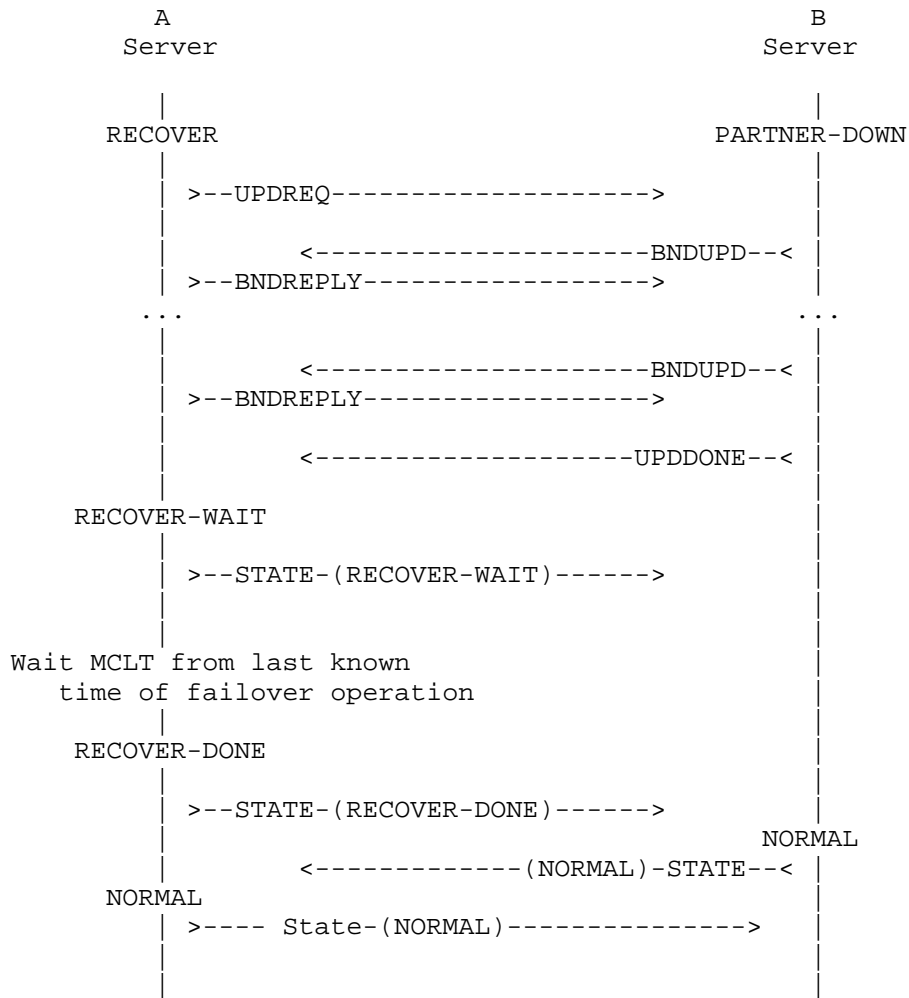 A B
Server Server
RECOVER PARTNER-DOWN
>--UPDREQ-------------------->
<---------------------BNDUPD--<
>--BNDREPLY------------------>
... ...
<---------------------BNDUPD--<
>--BNDREPLY------------------>
<--------------------UPDDONE--<
RECOVER-WAIT
>--STATE-(RECOVER-WAIT)------>
Wait MCLT from last known
time of failover operation
RECOVER-DONE
>--STATE-(RECOVER-DONE)------>
NORMAL
<-------------(NORMAL)-STATE--<
NORMAL
>---- State-(NORMAL)--------------->